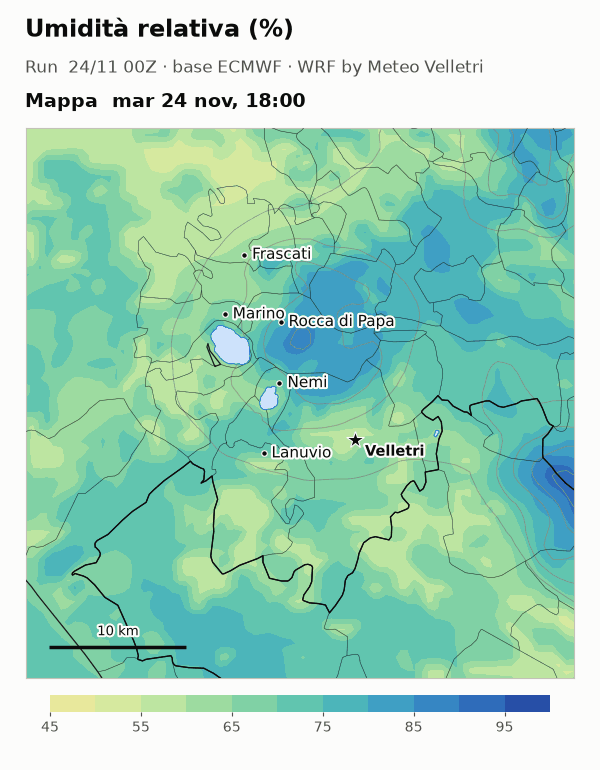 Umidità relativa (%)
Run  24/11 00Z · base ECMWF · WRF by Meteo Velletri
Mappa  mar 24 nov, 18:00
Frascati
Marino
Rocca di Papa
Nemi
Velletri
Lanuvio
10 km
45 55 65 75 85 95